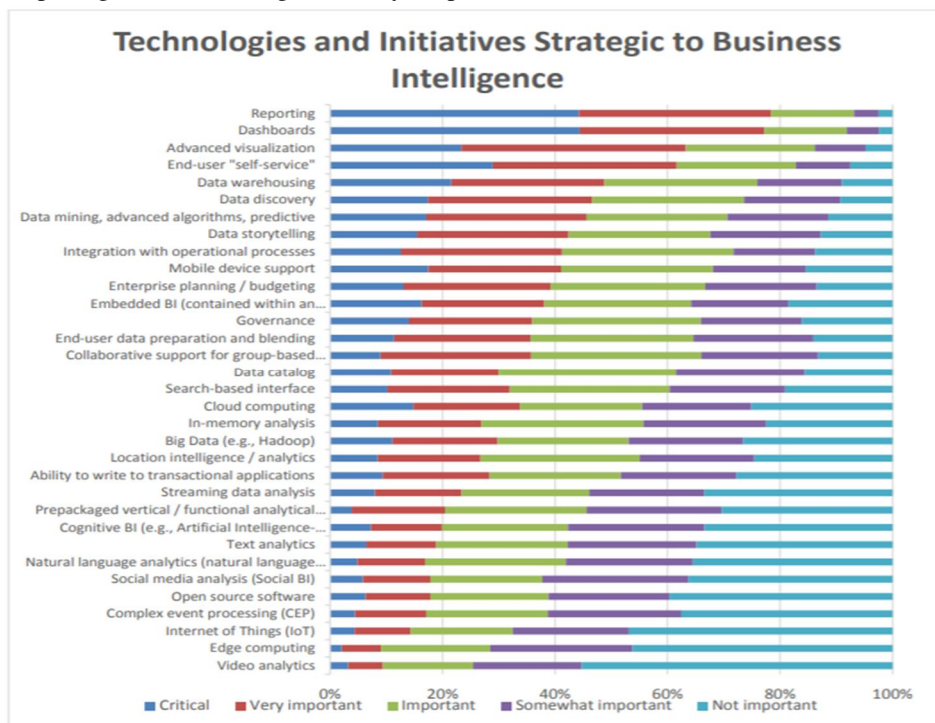 Technologies and Initiatives Strategic to Business
Intelligence
Reporting
Dashboards
Advanced visualization
End-user "self-service"
Data warehousing
Data discovery
Data mining, advanced algorithms, predictive
Data storytelling
Integration with operational processes
Mobile device support
Enterprise planning / budgeting
Embedded BI (contained within an...
Governance
End-user data preparation and blending
Collaborative support for group-based...
Data catalog
Search-based interface
Cloud computing
In-memory analysis
Big Data (e.g., Hadoop)
Location intelligence / analytics
Ability to write to transactional applications
Streaming data analysis
Prepackaged vertical / functional analytical...
Cognitive BI (e.g., Artificial Intelligence-...
Text analytics
Natural language analytics (natural language...
Social media analysis (Social BI)
Open source software
Complex event processing (CEP)
Internet of Things (IoT)
Edge computing
Video analytics
0% 20% 40% 60% 80% 100%
Critical Very important Important Somewhat important Not important